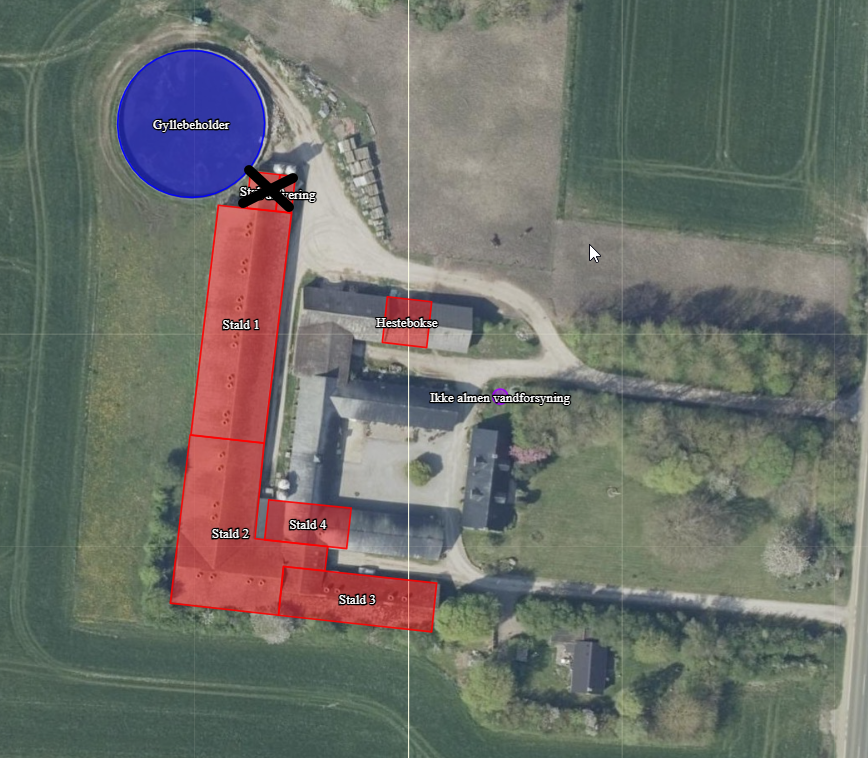 Gyllebeholder
Stald 1
Hestebokse
Ikke almen vandforsyning
Stald 4
Stald 2
Stald 3